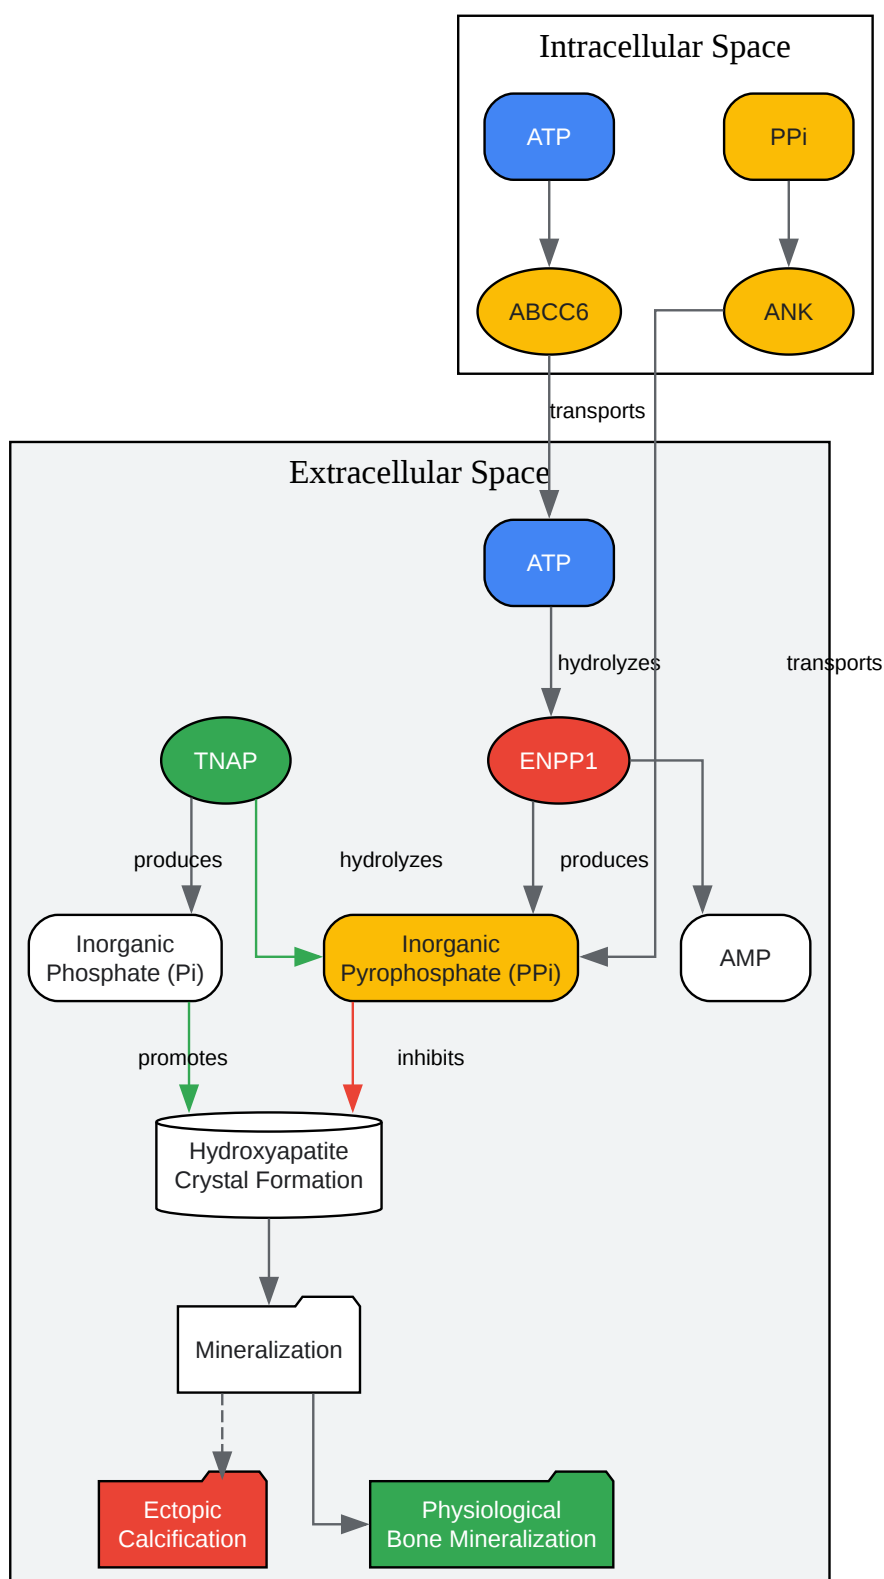 Intracellular Space
ATP
PPi
ABCC6
ANK
transports
Extracellular Space
ATP
hydrolyzes
transports
TNAP
ENPP1
produces
hydrolyzes
produces
Inorganic
Phosphate (Pi)
Inorganic
Pyrophosphate (PPi)
AMP
promotes
inhibits
Hydroxyapatite
Crystal Formation
Mineralization
Ectopic
Calcification
Physiological
Bone Mineralization